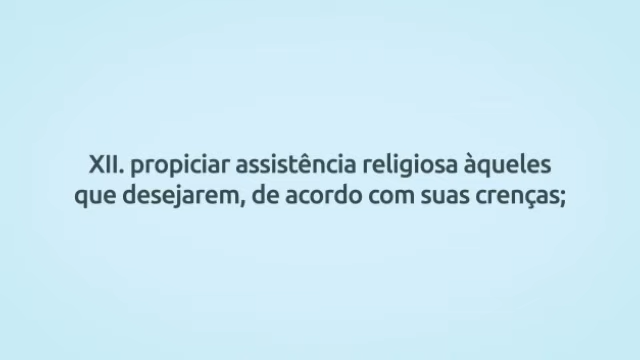 XII. propiciar assistência religiosa àqueles
que desejarem, de acordo com suas crenças;